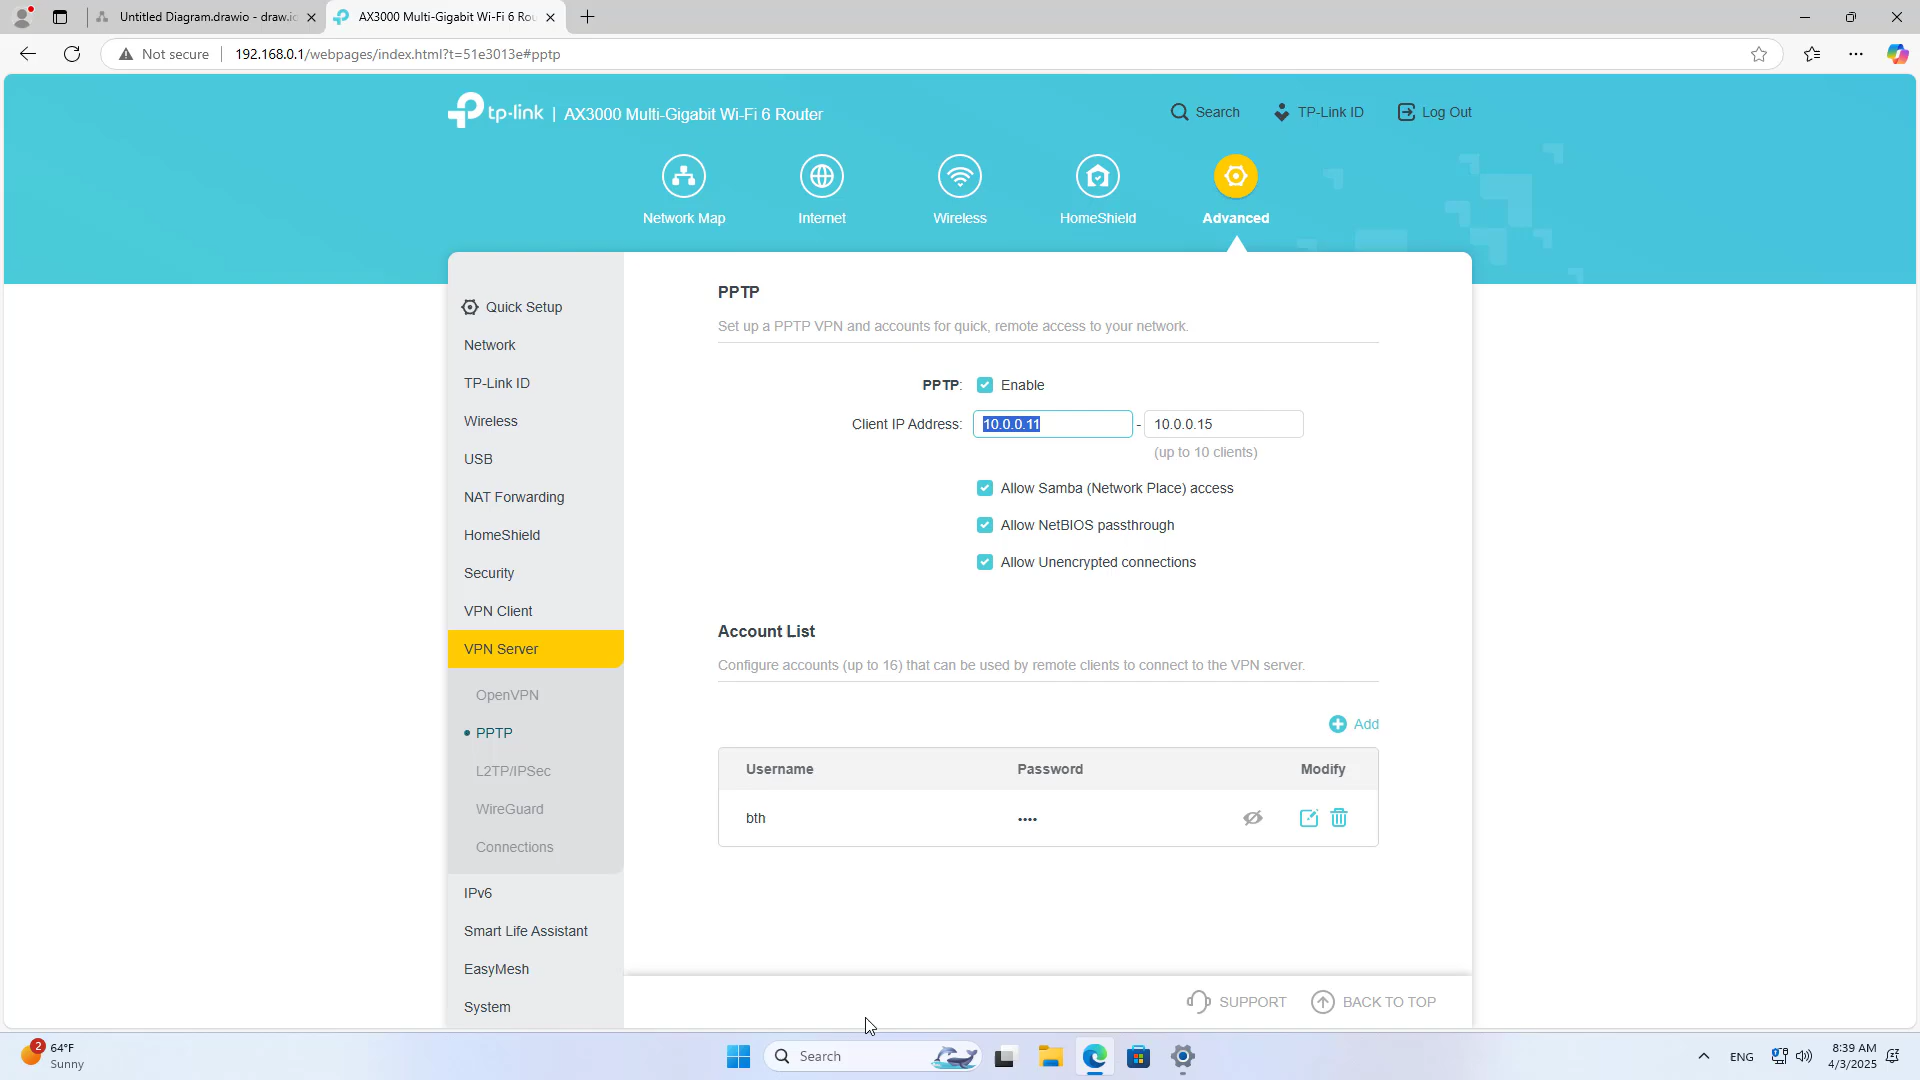 Untitled Diagram.drawio - draw.io
AX3000 Multi-Gigabit Wi-Fi 6 Rou
Not secure
192.168.0.1/webpages/index.html?t=51e3013e#pptp
tp-link | AX3000 Multi-Gigabit Wi-Fi 6 Router
Search
TP-Link ID
Log Out
Network Map
Internet
Wireless
HomeShield
Advanced
Quick Setup
Network
TP-Link ID
Wireless
USB
NAT Forwarding
HomeShield
Security
VPN Client
VPN Server
OpenVPN
PPTP
L2TP/IPSec
WireGuard
Connections
IPv6
Smart Life Assistant
EasyMesh
System
PPTP
Set up a PPTP VPN and accounts for quick, remote access to your network.
PPTP: Enable
Client IP Address: 10.0.0.11 - 10.0.0.15
(up to 10 clients)
Allow Samba (Network Place) access
Allow NetBIOS passthrough
Allow Unencrypted connections
Account List
Configure accounts (up to 16) that can be used by remote clients to connect to the VPN server.
Add
Username Password Modify
bth ••••
SUPPORT
BACK TO TOP
2
64°F
Sunny
Search
ENG
8:39 AM
4/3/2025